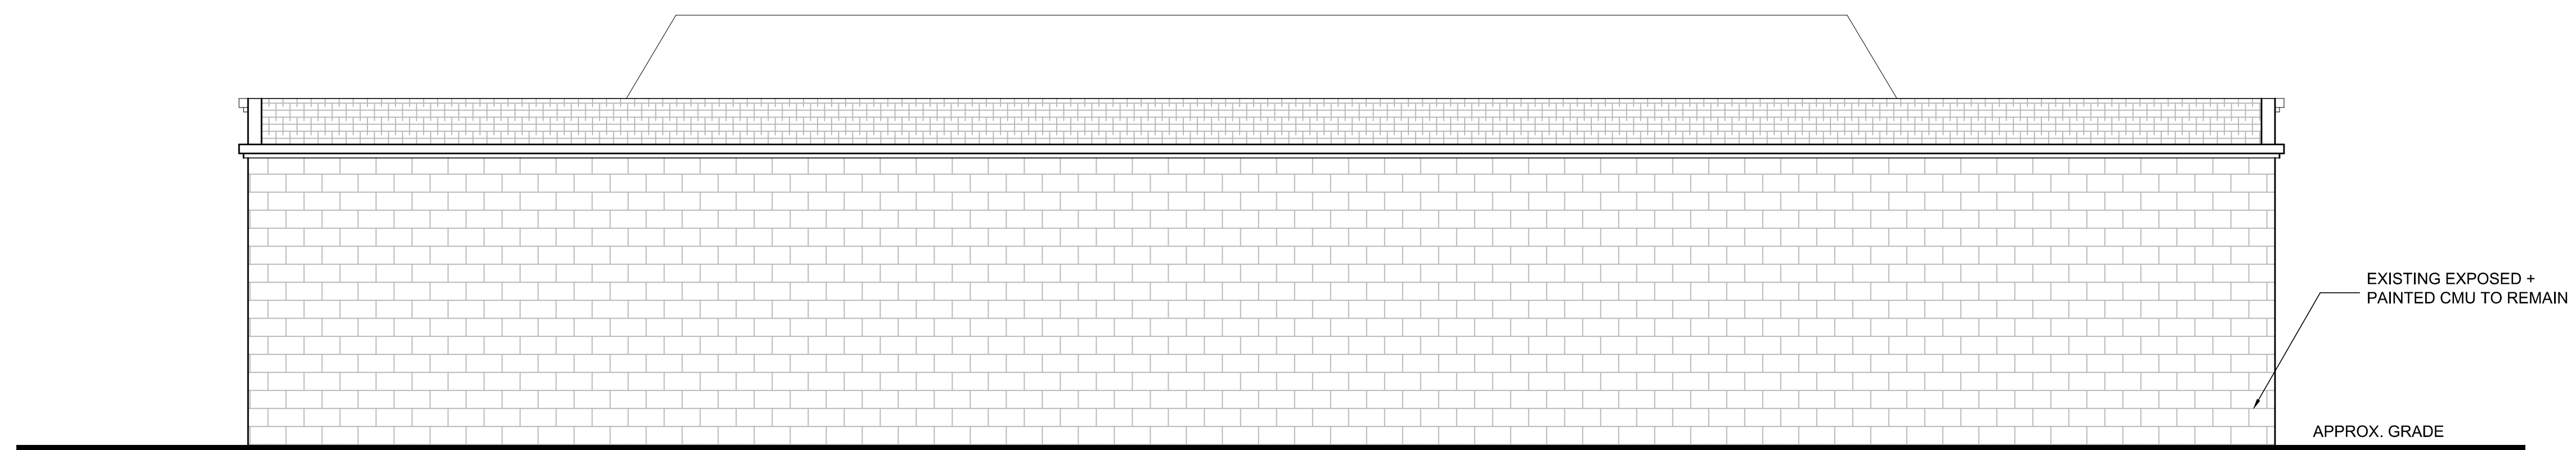 EXISTING EXPOSED +
PAINTED CMU TO REMAIN
APPROX. GRADE